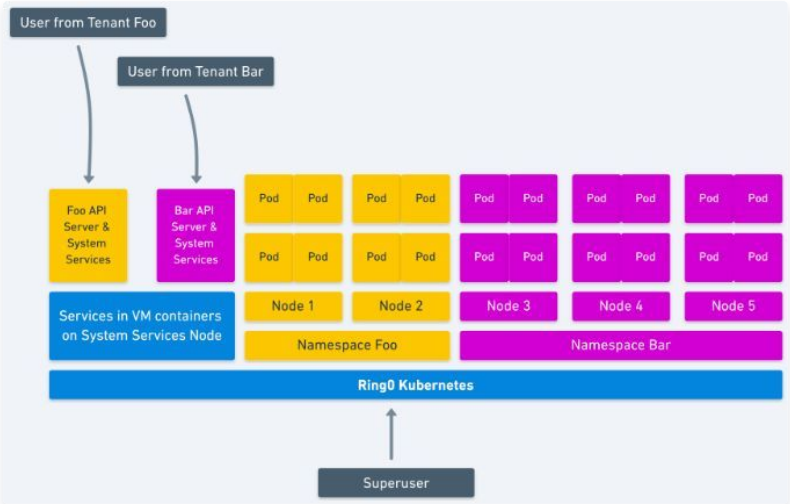 User from Tenant Foo
User from Tenant Bar
Foo API
Server &
System
Services
Bar API
Server &
System
Services
Pod Pod Pod Pod Pod Pod Pod Pod Pod Pod
Pod Pod Pod Pod Pod Pod Pod Pod Pod Pod
Services in VM containers
on System Services Node
Node 1 Node 2 Node 3 Node 4 Node 5
Namespace Foo Namespace Bar
Ring0 Kubernetes
Superuser